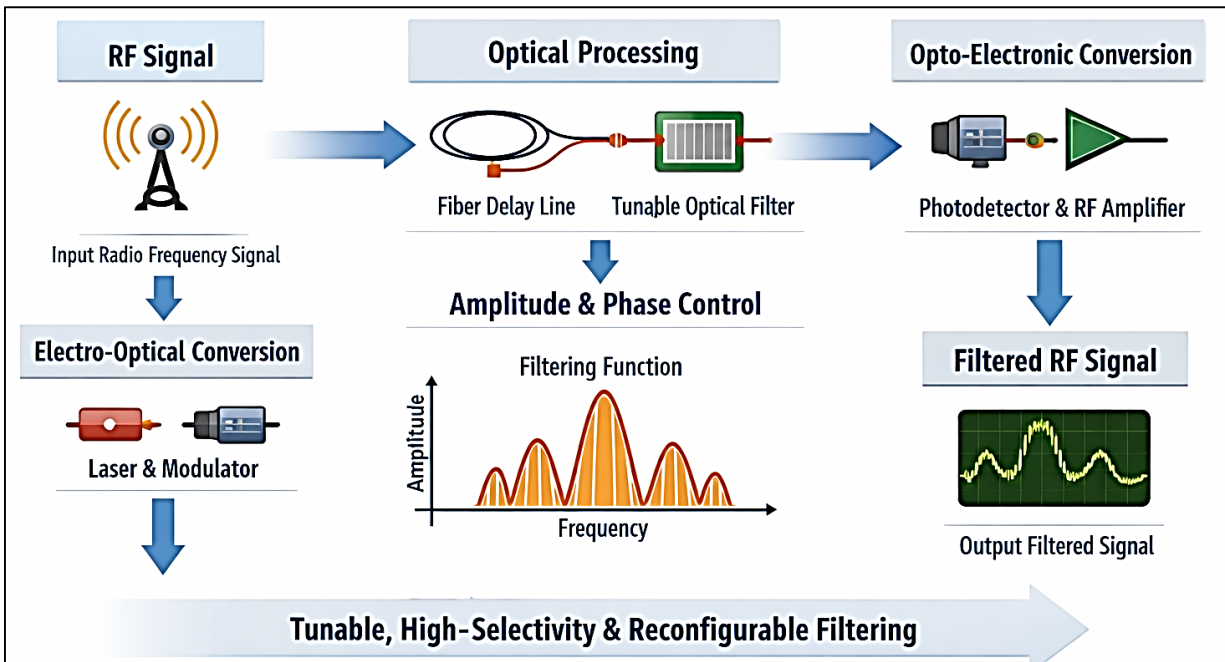 RF Signal
Input Radio Frequency Signal
Electro-Optical Conversion
Laser & Modulator
Optical Processing
Fiber Delay Line
Tunable Optical Filter
Amplitude & Phase Control
Filtering Function
Amplitude
Frequency
Opto-Electronic Conversion
Photodetector & RF Amplifier
Filtered RF Signal
Output Filtered Signal
Tunable, High-Selectivity & Reconfigurable Filtering